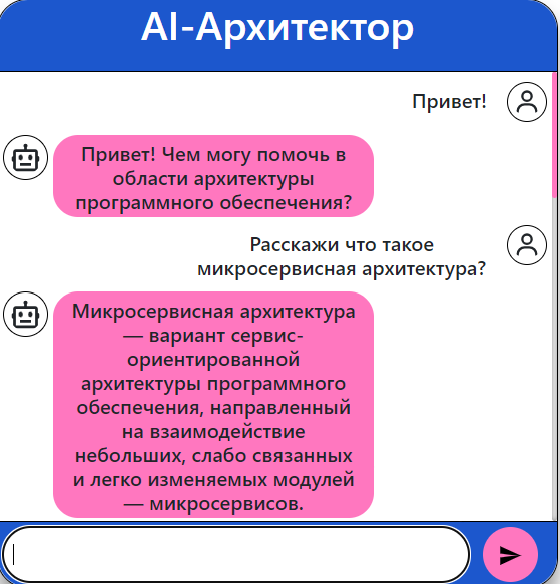 AI-Архитектор
Привет!
Привет! Чем могу помочь в
области архитектуры
программного обеспечения?
Расскажи что такое
микросервисная архитектура?
Микросервисная архитектура
— вариант сервис-
ориентированной
архитектуры программного
обеспечения, направленный
на взаимодействие
небольших, слабо связанных
и легко изменяемых модулей
— микросервисов.